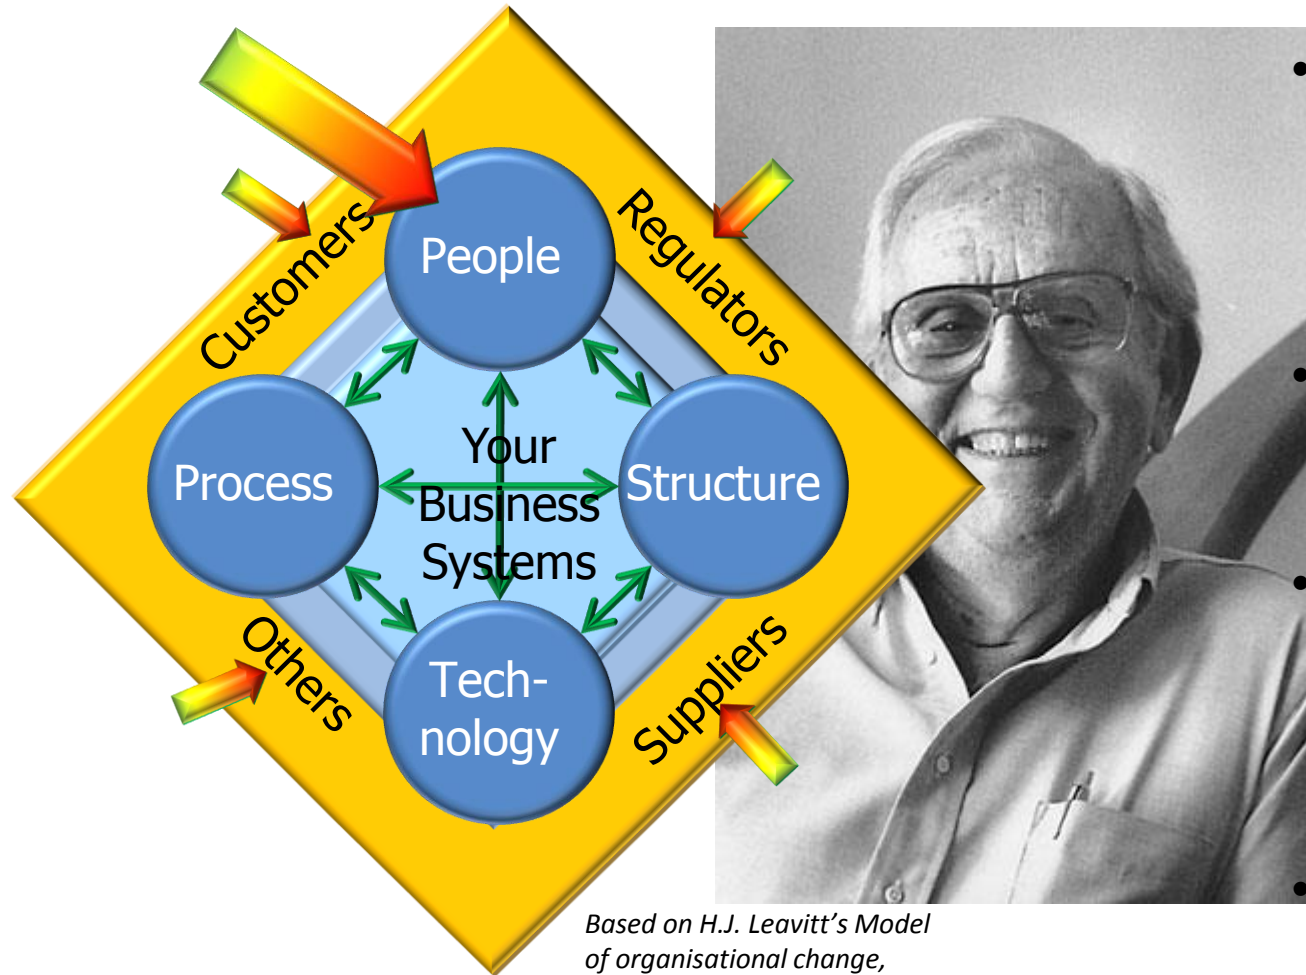 Customers
Regulators
People
Process
Your
Business
Systems
Structure
Tech-
nology
Others
Suppliers
Based on H.J. Leavitt’s Model
of organisational change,